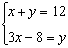 x + y = 12
3x - 8 = y